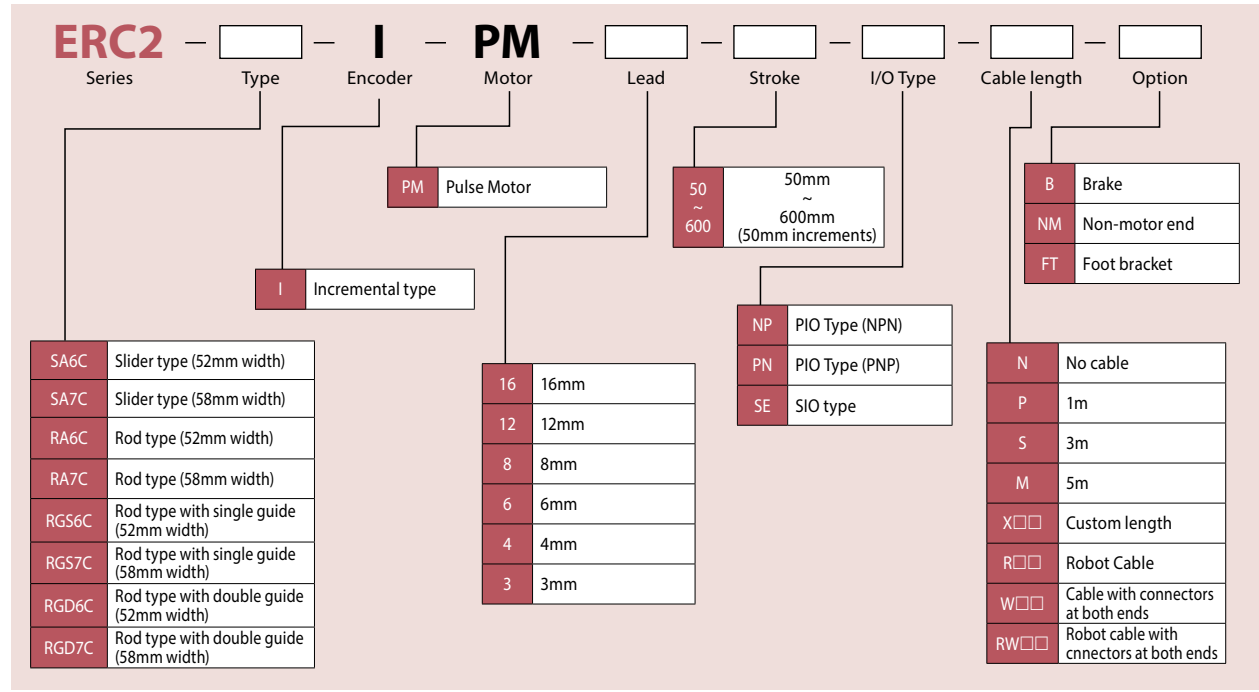 ERC2 – □ – I – PM – □ – □ – □ – □ – □
Series Type Encoder Motor Lead Stroke I/O Type Cable length Option
PM Pulse Motor
I Incremental type
SA6C Slider type (52mm width)
SA7C Slider type (58mm width)
RA6C Rod type (52mm width)
RA7C Rod type (58mm width)
RGS6C Rod type with single guide
(52mm width)
RGS7C Rod type with single guide
(58mm width)
RGD6C Rod type with double guide
(52mm width)
RGD7C Rod type with double guide
(58mm width)
16 16mm
12 12mm
8 8mm
6 6mm
4 4mm
3 3mm
50 50mm
~ ~
600 600mm
(50mm increments)
NP PIO Type (NPN)
PN PIO Type (PNP)
SE SIO type
N No cable
P 1m
S 3m
M 5m
X□□ Custom length
R□□ Robot Cable
W□□ Cable with connectors
at both ends
RW□□ Robot cable with
cnnectors at both ends
B Brake
NM Non-motor end
FT Foot bracket